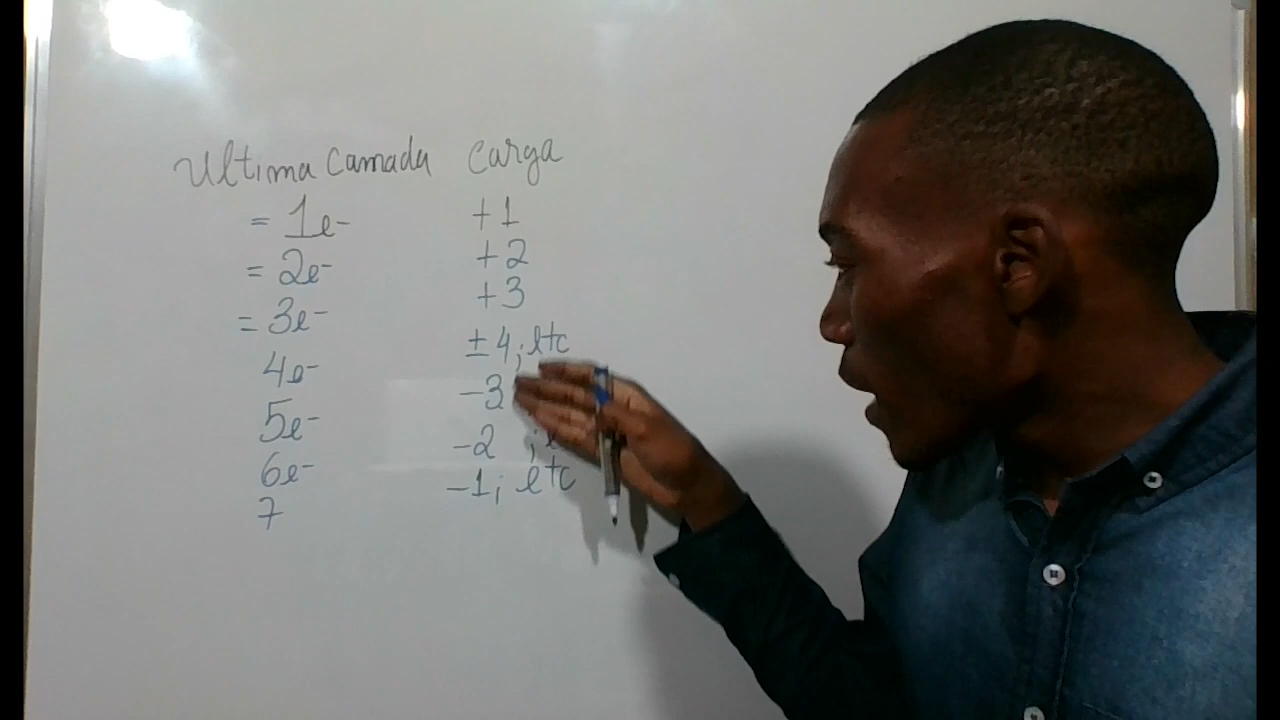 Ultima Camada Carga
= 1e- +1
= 2e- +2
= 3e- +3
4e- ± 4; etc
5e- -3
6e- -2 ;
7 -1; etc